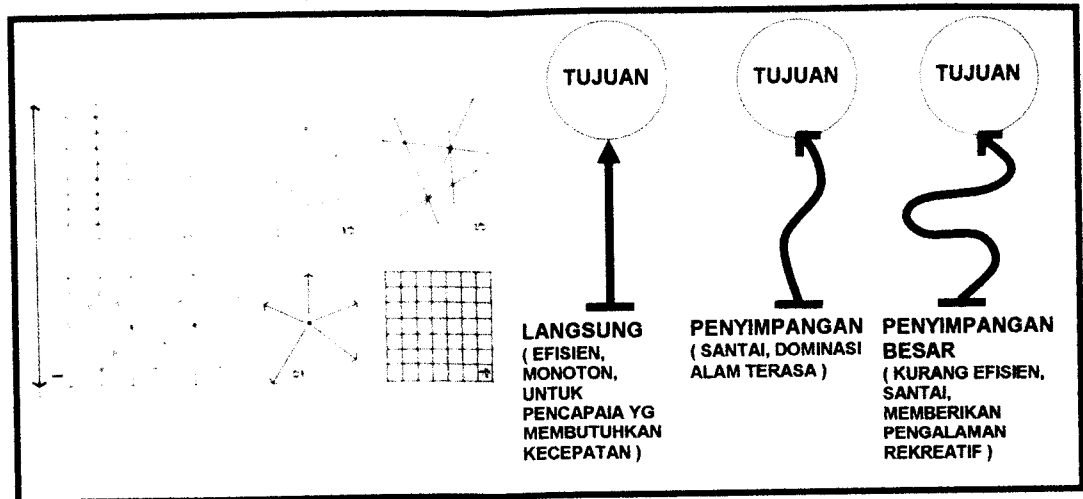 TUJUAN
TUJUAN
TUJUAN
LANGSUNG
( EFISIEN,
MONOTON,
UNTUK
PENCAPAIA YG
MEMBUTUHKAN
KECEPATAN )
PENYIMPANGAN
( SANTAI, DOMINASI
ALAM TERASA )
PENYIMPANGAN
BESAR
( KURANG EFISIEN,
SANTAI,
MEMBERIKAN
PENGALAMAN
REKREATIF )